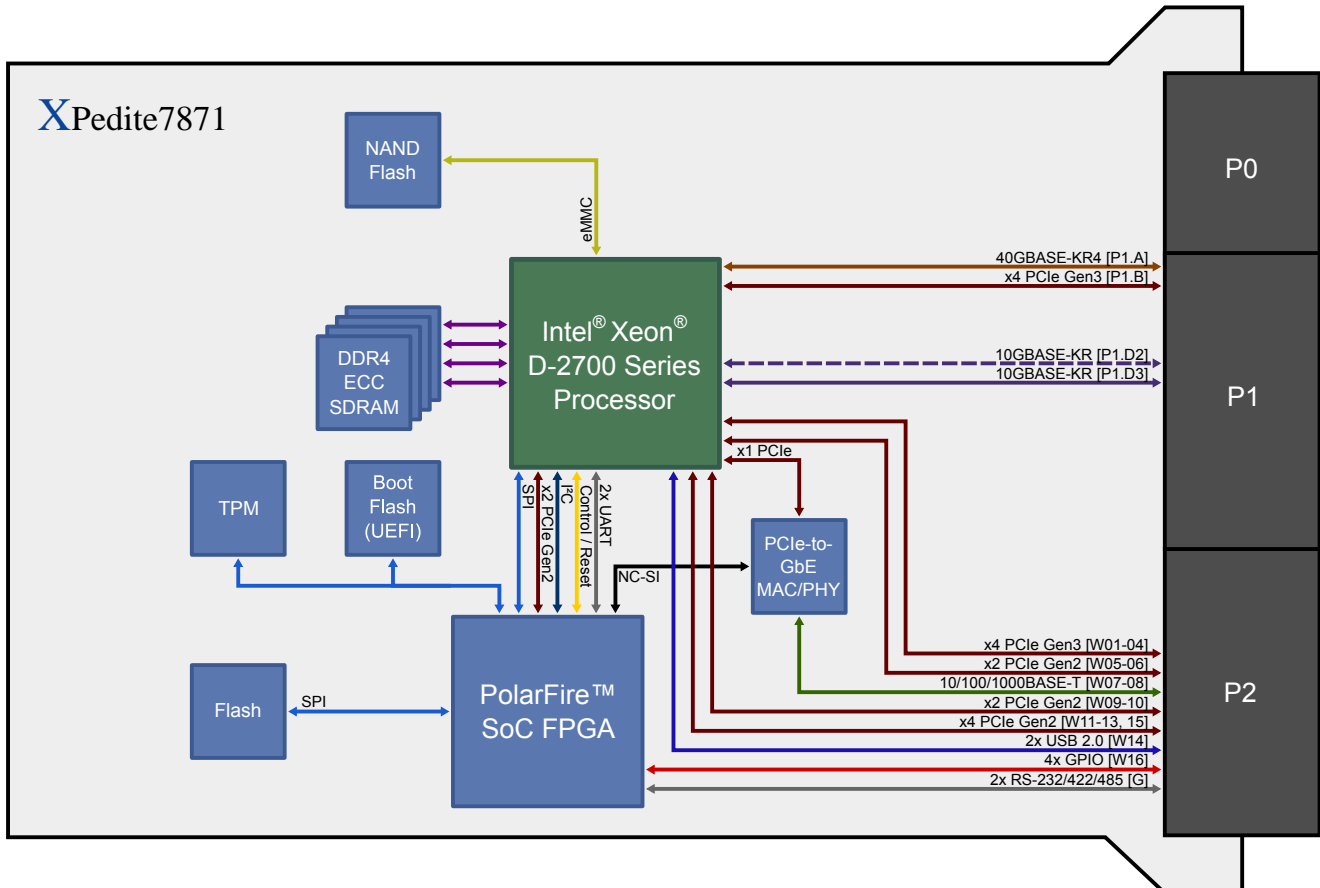 XPedite7871
NAND
Flash
eMMC
P0
40GBASE-KR4 [P1.A]
x4 PCIe Gen3 [P1.B]
Intel® Xeon®
D-2700 Series
Processor
DDR4
ECC
SDRAM
10GBASE-KR [P1.D2]
10GBASE-KR [P1.D3]
P1
x1 PCIe
TPM
Boot
Flash
(UEFI)
SPI
x2 PCIe Gen2
I²C
Control / Reset
2x UART
NC-SI
PCIe-to-
GbE
MAC/PHY
x4 PCIe Gen3 [W01-04]
x2 PCIe Gen2 [W05-06]
10/100/1000BASE-T [W07-08]
x2 PCIe Gen2 [W09-10]
x4 PCIe Gen2 [W11-13, 15]
2x USB 2.0 [W14]
4x GPIO [W16]
2x RS-232/422/485 [G]
P2
Flash
SPI
PolarFire™
SoC FPGA